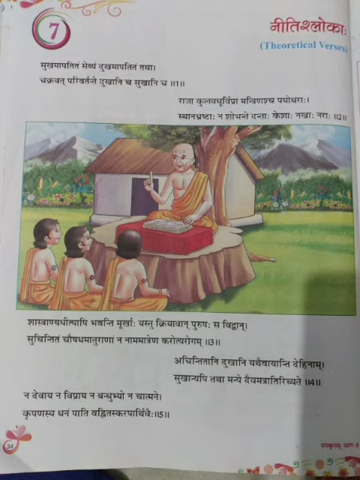 7
नीतिश्लोकाः
(Theoretical Verses)
सुखमापतितं सेव्यं दुखमापतितं तथा।
चक्रवत् परिवर्तन्ते दुखानि च सुखानि च ॥1॥
राजा कुलवधूर्विप्रा मन्त्रिणश्च पयोधराः।
स्थानभ्रष्टाः न शोभन्ते दन्ताः केशाः नखाः नराः ॥2॥
शास्त्राण्यधीत्यापि भवन्ति मूर्खाः यस्तु क्रियावान् पुरुषः स विद्वान्।
सुचिन्तितं चौषधमातुराणां न नाममात्रेण करोत्यरोगम् ॥3॥
अचिन्तितानि दुखानि यथैवायान्ति देहिनाम्।
सुखान्यपि तथा मन्ये दैवमत्रातिरिच्यते ॥4॥
न देवाय न विप्राय न बन्धुभ्यो न चात्मने।
कृपणस्य धनं याति वह्नितस्करपार्थिवैः॥5॥
34
संस्कृतम् भाग-3